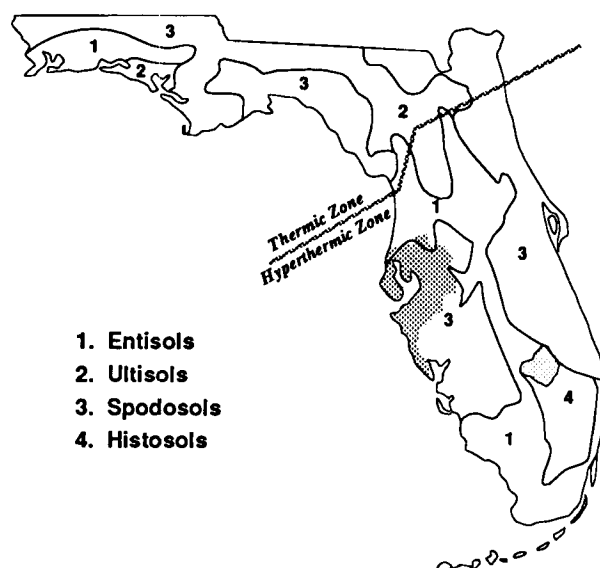 3
1
2
3
2
Thermic Zone
Hyperthermic Zone
1
3
3
1. Entisols
2. Ultisols
3. Spodosols
4. Histosols
4
1